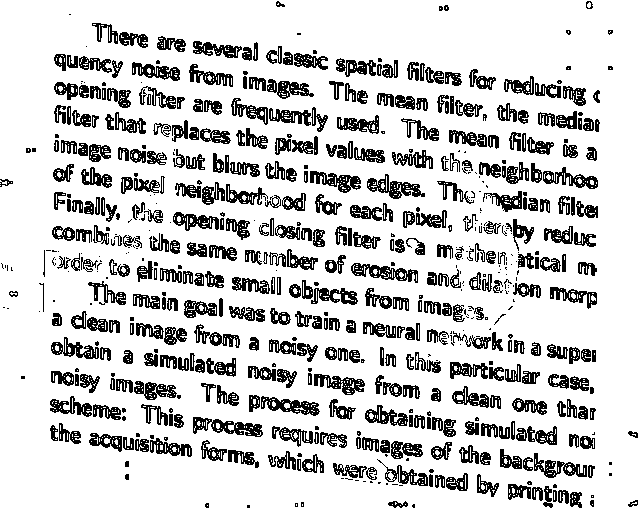 There are several classic spatial filters for reducing
quency noise from images. The mean filter, the median
opening filter are frequently used. The mean filter is a
filter that replaces the pixel values with the neighborhoo
image noise but blurs the image edges. The median filter
of the pixel neighborhood for each pixel, thereby reduc
Finally, the opening closing filter is a mathematical m
combines the same number of erosion and dilation morp
order to eliminate small objects from images.
The main goal was to train a neural network in a super
a clean image from a noisy one. In this particular case,
obtain a simulated noisy image from a clean one than
noisy images. The process for obtaining simulated noi
scheme: This process requires images of the backgroun
the acquisition forms, which were obtained by printing